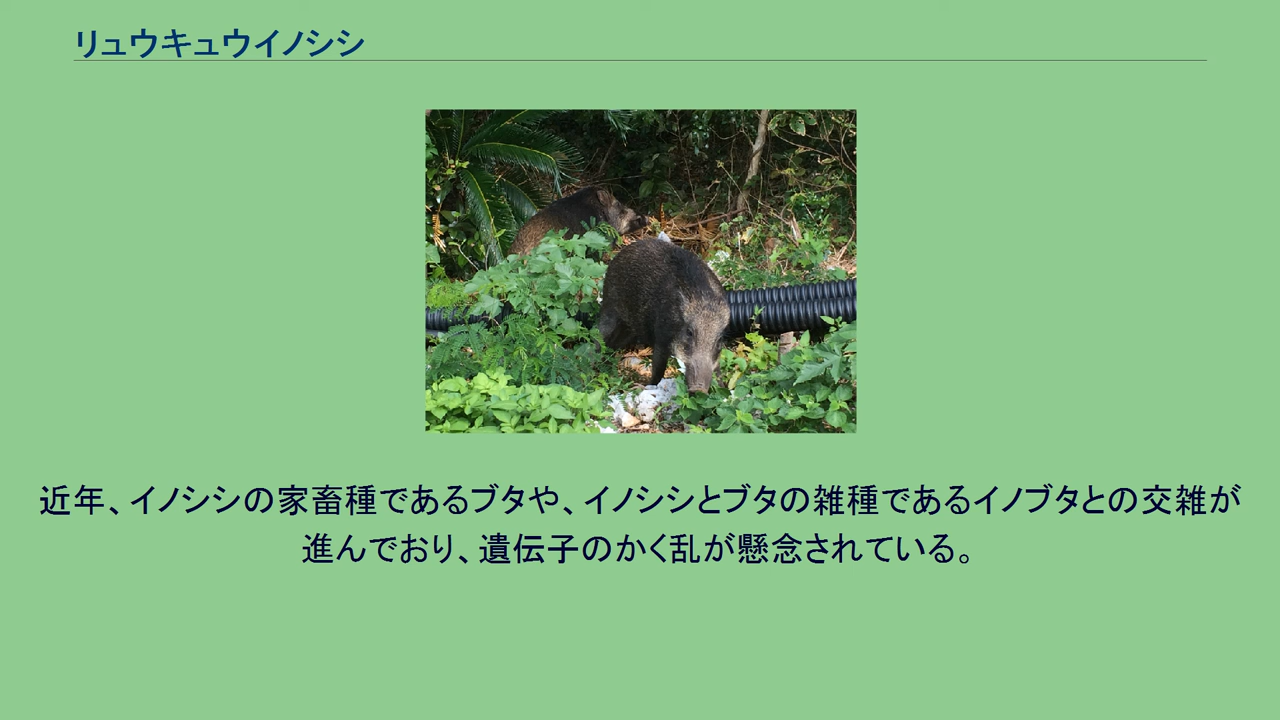 リュウキュウイノシシ
近年、イノシシの家畜種であるブタや、イノシシとブタの雑種であるイノブタとの交雑が
進んでおり、遺伝子のかく乱が懸念されている。